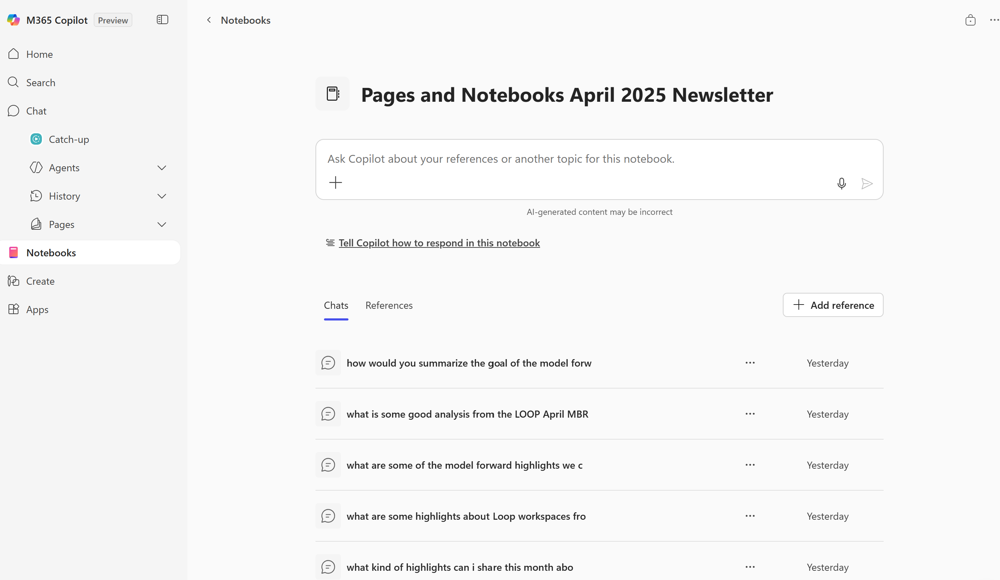 M365 Copilot Preview
Home
Search
Chat
Catch-up
Agents
History
Pages
Notebooks
Create
Apps
Notebooks
Pages and Notebooks April 2025 Newsletter
Ask Copilot about your references or another topic for this notebook.
AI-generated content may be incorrect
Tell Copilot how to respond in this notebook
Chats References Add reference
how would you summarize the goal of the model forw Yesterday
what is some good analysis from the LOOP April MBR Yesterday
what are some of the model forward highlights we c Yesterday
what are some highlights about Loop workspaces fro Yesterday
what kind of highlights can i share this month abo Yesterday